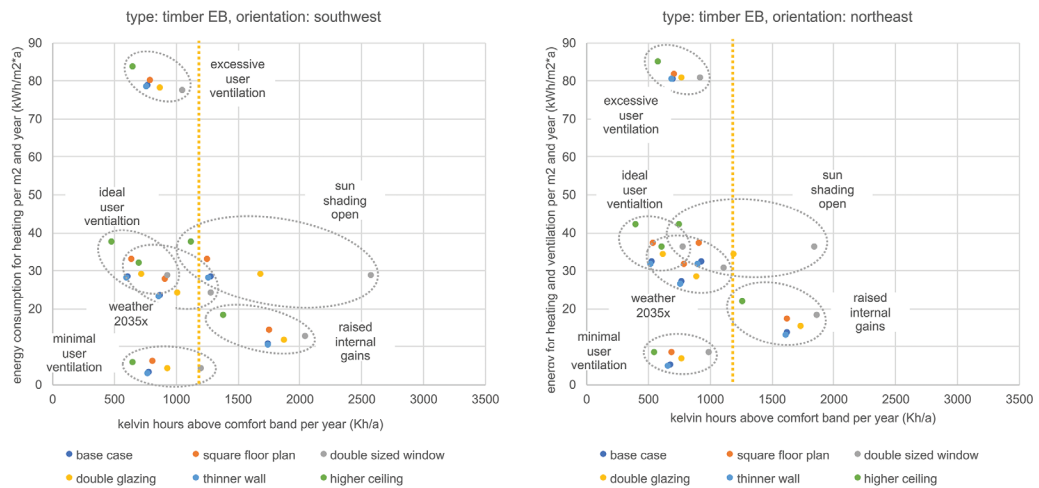 type: timber EB, orientation: southwest
energy consumption for heating per m2 and year (kWh/m2*a)
90
80
70
60
50
40
30
20
10
0
excessive
user
ventilation
ideal
user
ventialtion
sun
shading
open
weather
2035x
minimal
user
ventilation
raised
internal
gains
0
500
1000
1500
2000
2500
3000
3500
kelvin hours above comfort band per year (Kh/a)
base case
square floor plan
double sized window
double glazing
thinner wall
higher ceiling
type: timber EB, orientation: northeast
energy for heating and ventilation per m2 and year (kWh/m2*a)
90
80
70
60
50
40
30
20
10
0
excessive
user
ventilation
ideal
user
ventilation
sun
shading
open
weather
2035x
minimal
user
ventilation
raised
internal
gains
0
500
1000
1500
2000
2500
3000
3500
kelvin hours above comfort band per year (Kh/a)
base case
square floor plan
double sized window
double glazing
thinner wall
higher ceiling